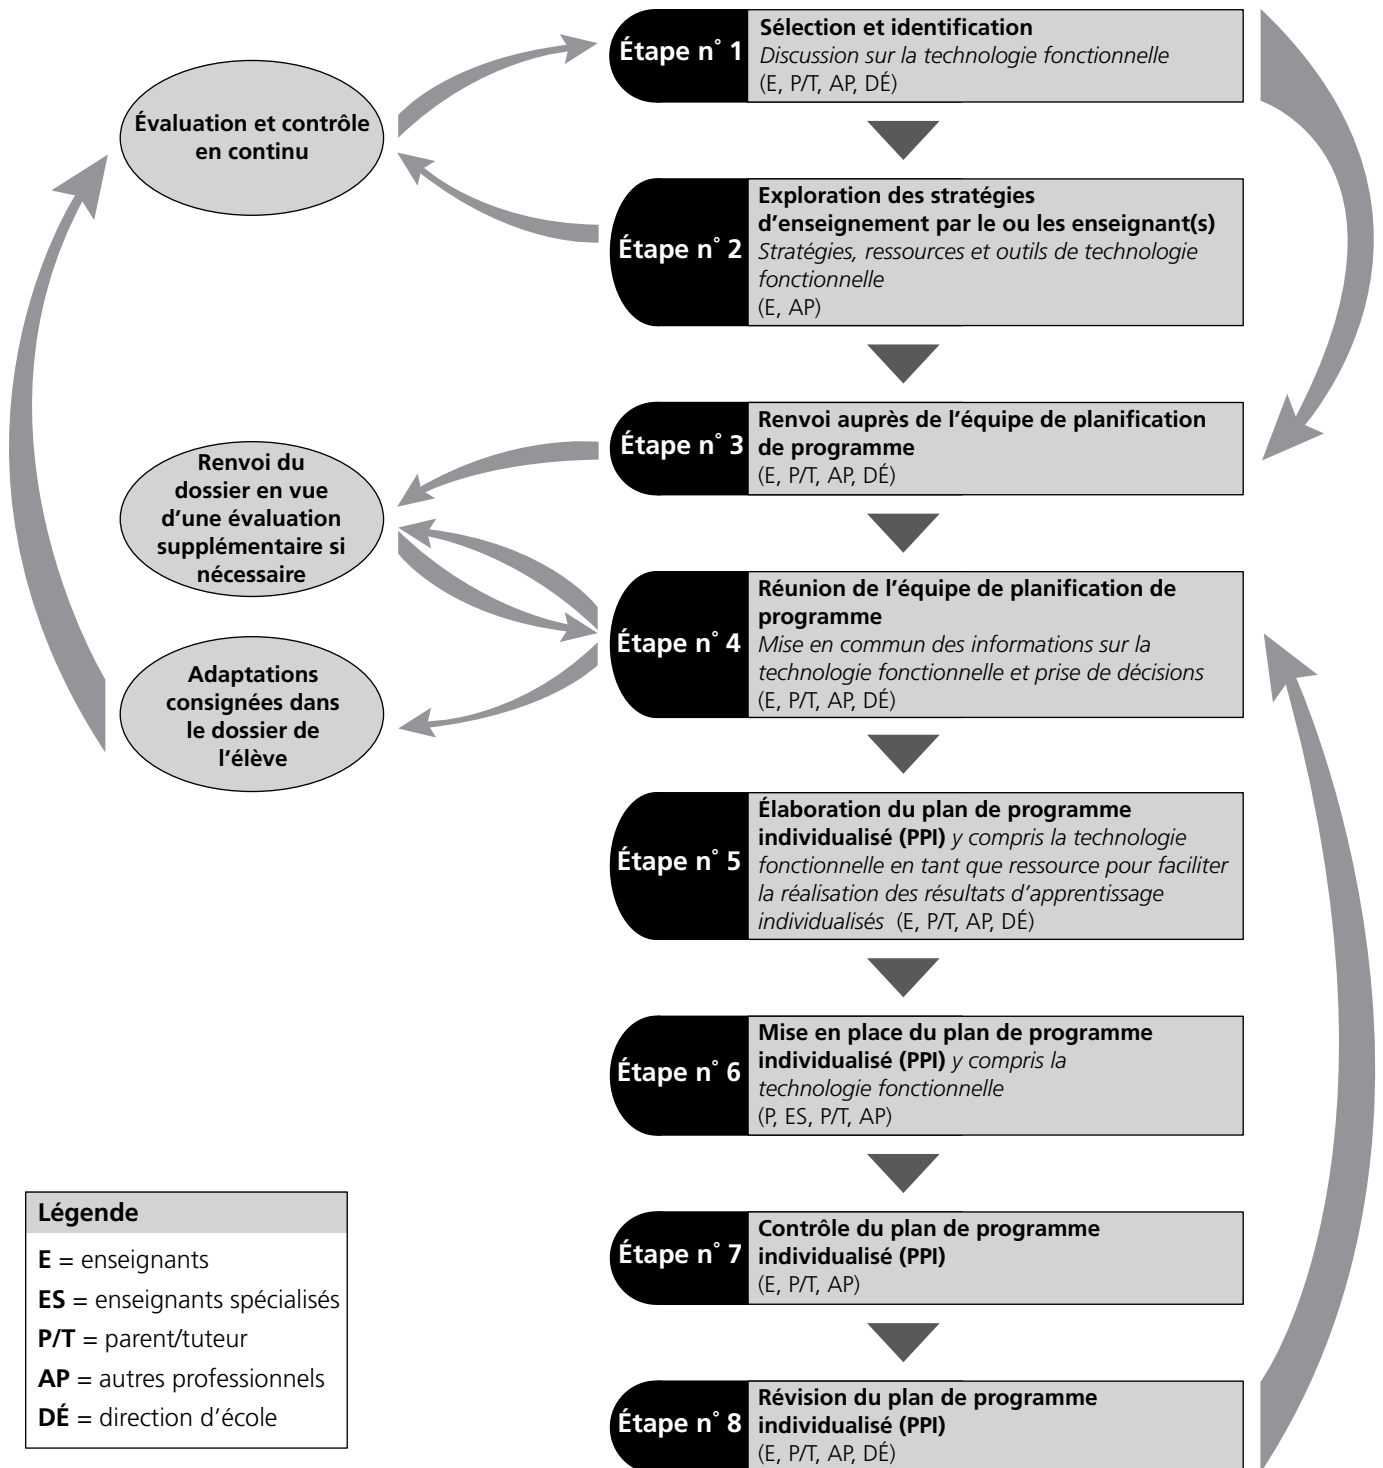 Étape n˚ 1
Sélection et identification
Discussion sur la technologie fonctionnelle
(E, P/T, AP, DÉ)
Évaluation et contrôle
en continu
Étape n˚ 2
Exploration des stratégies
d’enseignement par le ou les enseignant(s)
Stratégies, ressources et outils de technologie
fonctionnelle
(E, AP)
Étape n˚ 3
Renvoi auprès de l’équipe de planification
de programme
(E, P/T, AP, DÉ)
Renvoi du
dossier en vue
d’une évaluation
supplémentaire si
nécessaire
Étape n˚ 4
Réunion de l’équipe de planification de
programme
Mise en commun des informations sur la
technologie fonctionnelle et prise de décisions
(E, P/T, AP, DÉ)
Adaptations
consignées dans
le dossier de
l’élève
Étape n˚ 5
Élaboration du plan de programme
individualisé (PPI) y compris la technologie
fonctionnelle en tant que ressource pour faciliter
la réalisation des résultats d’apprentissage
individualisés (E, P/T, AP, DÉ)
Étape n˚ 6
Mise en place du plan de programme
individualisé (PPI) y compris la
technologie fonctionnelle
(P, ES, P/T, AP)
Étape n˚ 7
Contrôle du plan de programme
individualisé (PPI)
(E, P/T, AP)
Étape n˚ 8
Révision du plan de programme
individualisé (PPI)
(E, P/T, AP, DÉ)
Légende
E = enseignants
ES = enseignants spécialisés
P/T = parent/tuteur
AP = autres professionnels
DÉ = direction d’école